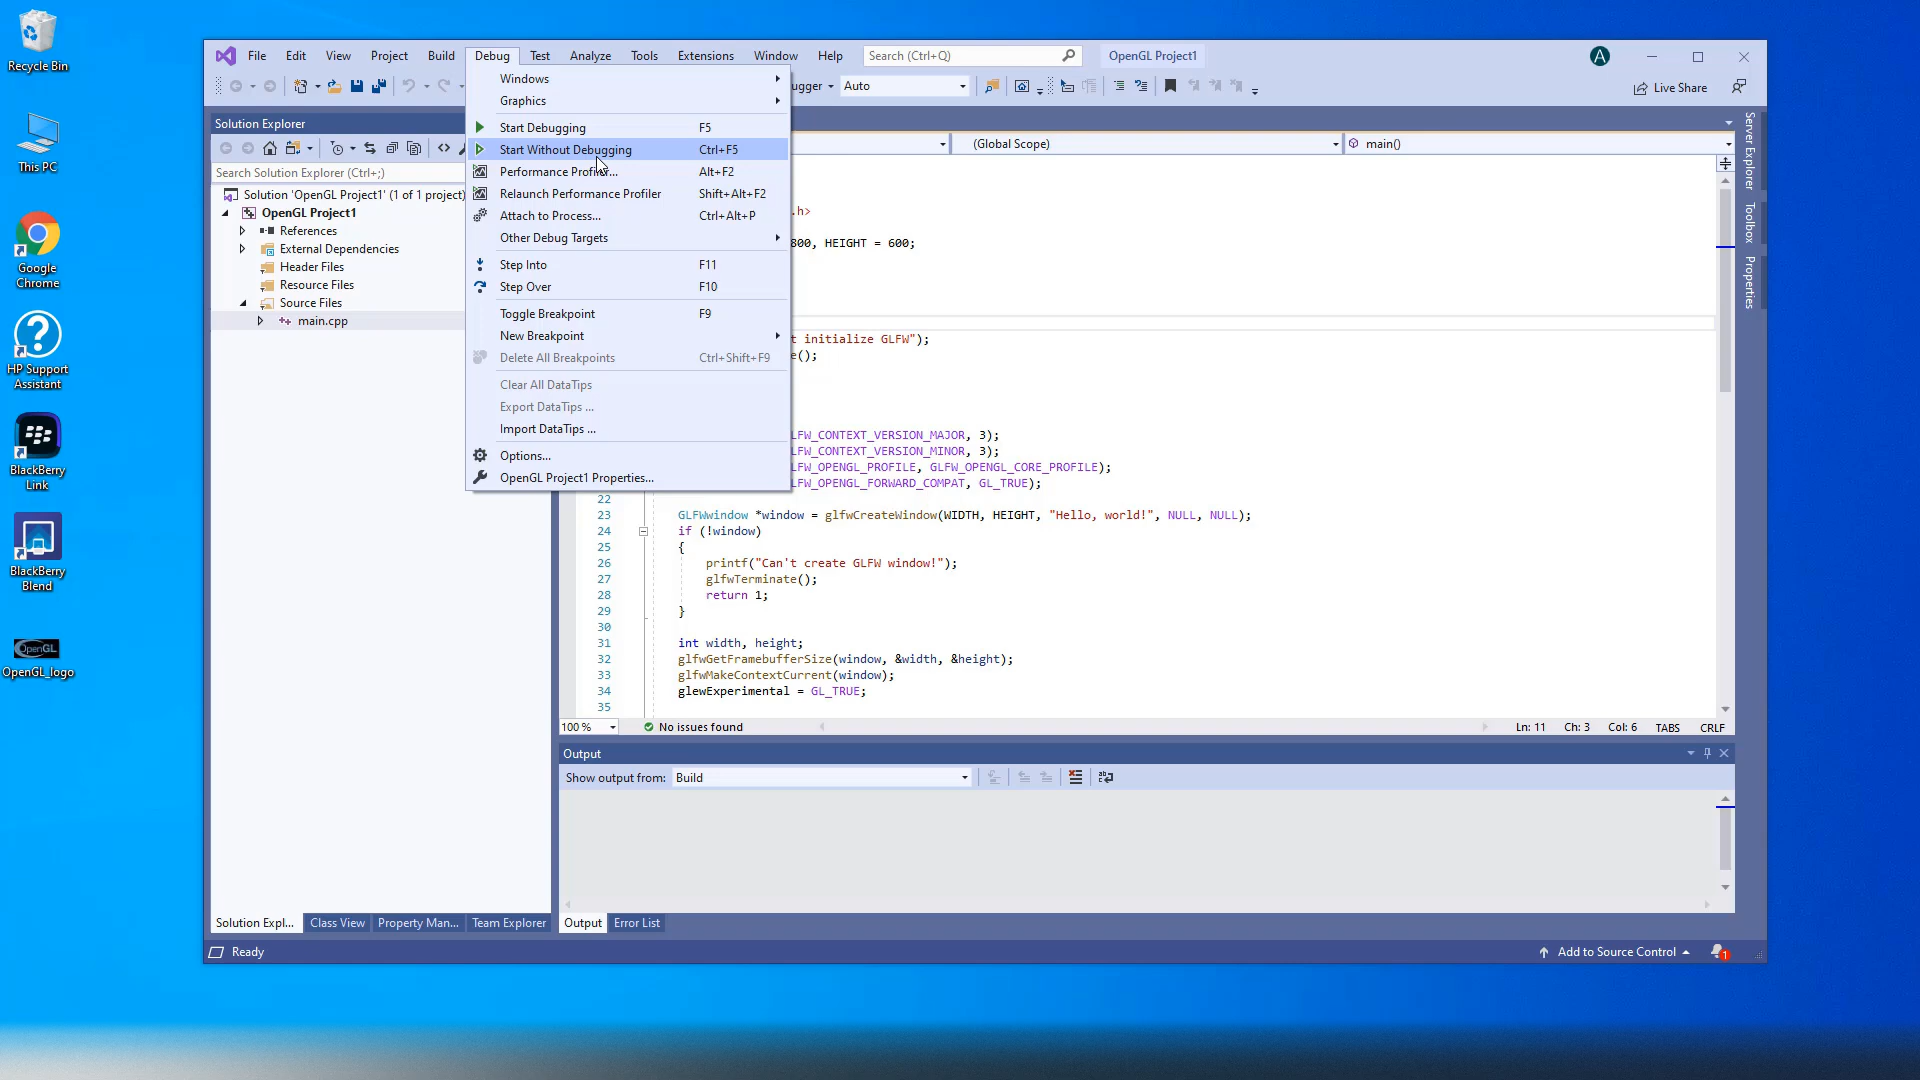 Recycle Bin
This PC
Google
Chrome
HP Support
Assistant
BlackBerry
Link
BlackBerry
Blend
OpenGL
OpenGL_logo
File Edit View Project Build Debug Test Analyze Tools Extensions Window Help Search (Ctrl+Q) OpenGL Project1 A
ugger Auto Live Share
Windows
Graphics
Start Debugging F5
Start Without Debugging Ctrl+F5
Performance Profiler... Alt+F2
Relaunch Performance Profiler Shift+Alt+F2
Attach to Process... Ctrl+Alt+P
Other Debug Targets
Step Into F11
Step Over F10
Toggle Breakpoint F9
New Breakpoint
Delete All Breakpoints Ctrl+Shift+F9
Clear All DataTips
Export DataTips ...
Import DataTips ...
Options...
OpenGL Project1 Properties...
Solution Explorer
Search Solution Explorer (Ctrl+;)
Solution 'OpenGL Project1' (1 of 1 project)
OpenGL Project1
References
External Dependencies
Header Files
Resource Files
Source Files
main.cpp
(Global Scope) main()
.h>
800, HEIGHT = 600;
t initialize GLFW");
e();
LFW_CONTEXT_VERSION_MAJOR, 3);
LFW_CONTEXT_VERSION_MINOR, 3);
LFW_OPENGL_PROFILE, GLFW_OPENGL_CORE_PROFILE);
LFW_OPENGL_FORWARD_COMPAT, GL_TRUE);
22
23 GLFWwindow *window = glfwCreateWindow(WIDTH, HEIGHT, "Hello, world!", NULL, NULL);
24 if (!window)
25 {
26 printf("Can't create GLFW window!");
27 glfwTerminate();
28 return 1;
29 }
30
31 int width, height;
32 glfwGetFramebufferSize(window, &width, &height);
33 glfwMakeContextCurrent(window);
34 glewExperimental = GL_TRUE;
35
100 % No issues found Ln: 11 Ch: 3 Col: 6 TABS CRLF
Output
Show output from: Build
Solution Expl... Class View Property Man... Team Explorer
Output Error List
Ready Add to Source Control 1
Server Explorer
Toolbox
Properties